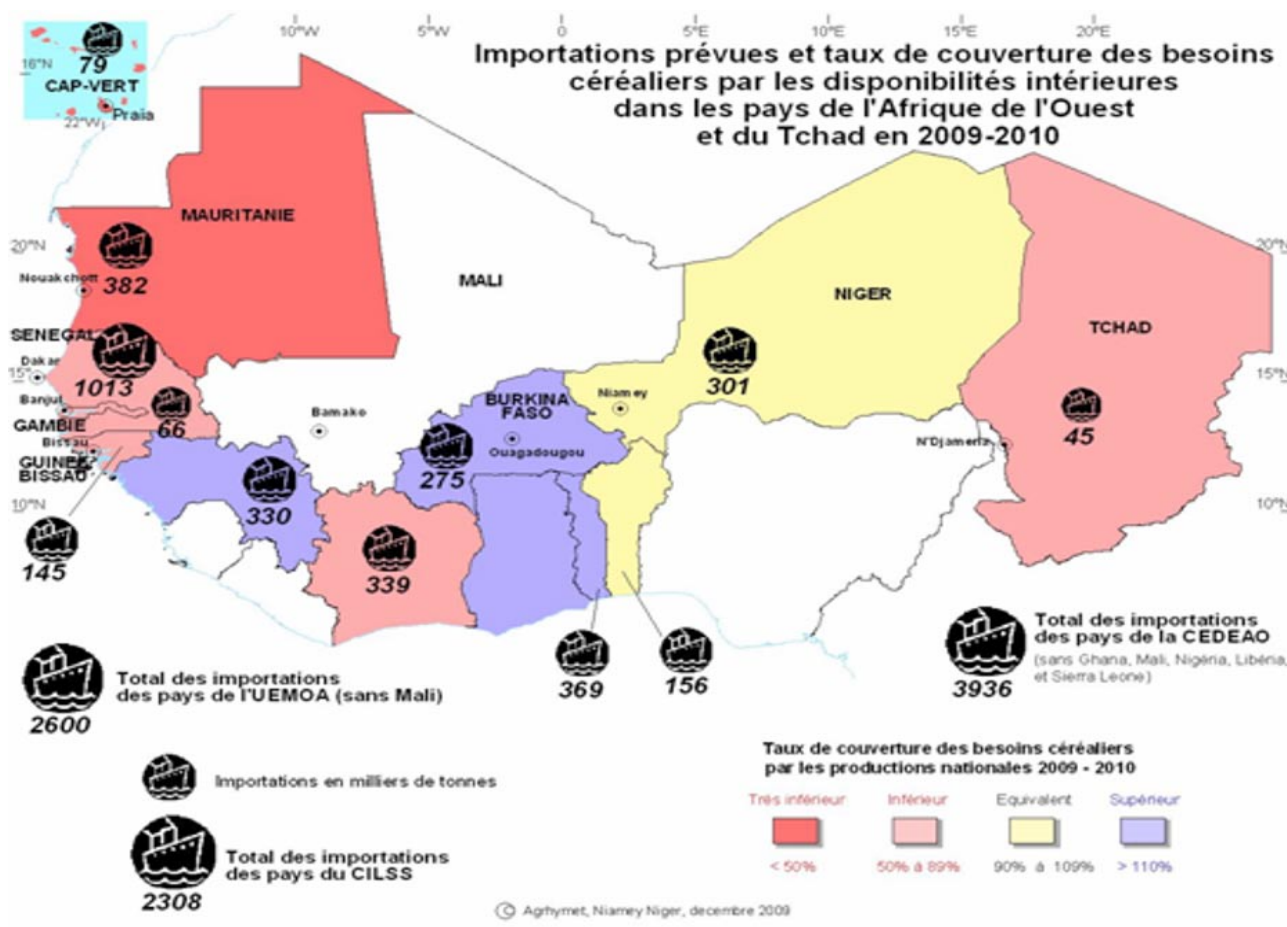 10°W 5°W 0 5°E 10°E 15°E 20°E
Importations prévues et taux de couverture des besoins
céréaliers par les disponibilités intérieures
dans les pays de l'Afrique de l'Ouest
et du Tchad en 2009-2010
79
16°N
CAP-VERT
Praia
22°W
MAURITANIE
20°N
20°N
Nouakchott
382
MALI
NIGER
TCHAD
SENEGAL
Dakar
15°N
15°N
1013
301
Banjul
66
GAMBIE
Bissau
GUINEE
BISSAU
Bamako
BURKINA
FASO
Niamey
Ouagadougou
N'Djamena
45
275
330
10°N
10°N
145
339
369
156
Total des importations
des pays de la CEDEAO
(sans Ghana, Mali, Nigéria, Libéria,
et Sierra Leone)
3936
Total des importations
des pays de l'UEMOA (sans Mali)
2600
Importations en milliers de tonnes
Total des importations
des pays du CILSS
2308
Taux de couverture des besoins céréaliers
par les productions nationales 2009 - 2010
Très inférieur Inférieur Equivalent Supérieur
< 50% 50% à 89% 90% à 109% > 110%
© Agrhymet, Niamey Niger, decembre 2009